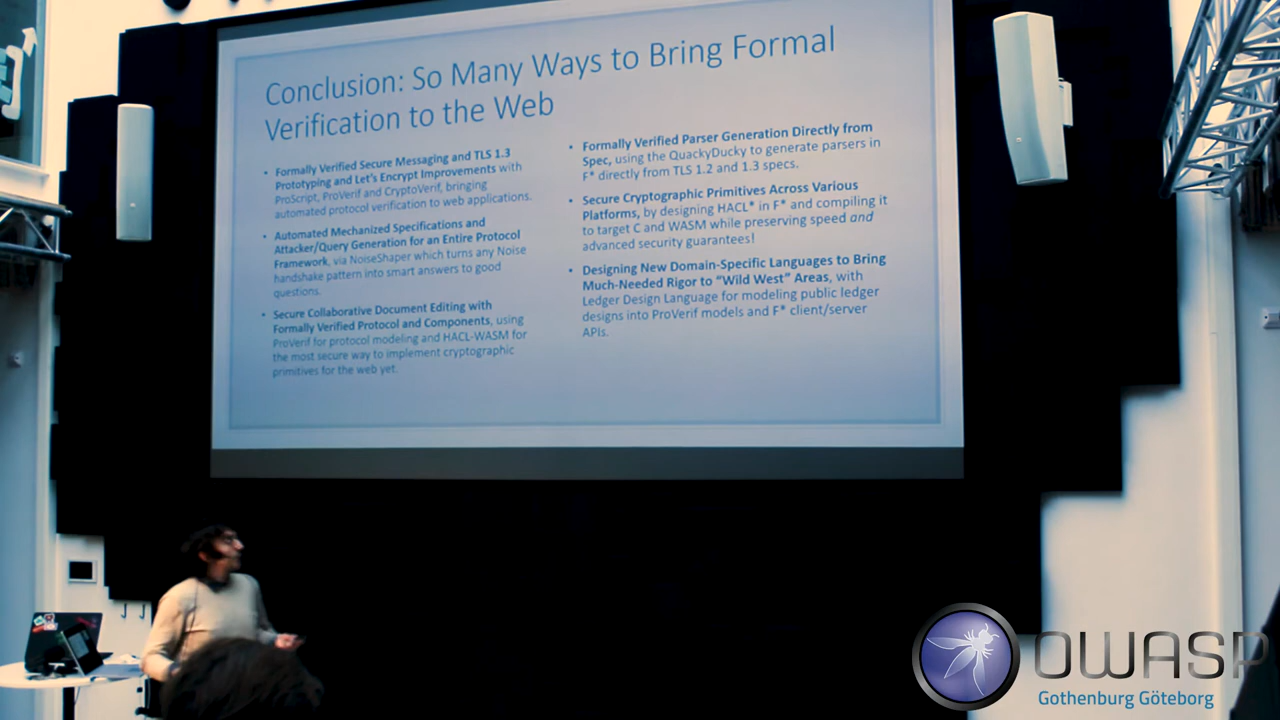 Conclusion: So Many Ways to Bring Formal
Verification to the Web
• Formally Verified Secure Messaging and TLS 1.3
Prototyping and Let's Encrypt Improvements with
ProScript, ProVerif and CryptoVerif, bringing
automated protocol verification to web applications.
• Automated Mechanized Specifications and
Attacker/Query Generation for an Entire Protocol
Framework, via NoiseShaper which turns any Noise
handshake pattern into smart answers to good
questions.
• Secure Collaborative Document Editing with
Formally Verified Protocol and Components, using
ProVerif for protocol modeling and HACL-WASM for
the most secure way to implement cryptographic
primitives for the web yet.
• Formally Verified Parser Generation Directly from
Spec, using the QuackyDucky to generate parsers in
F* directly from TLS 1.2 and 1.3 specs.
• Secure Cryptographic Primitives Across Various
Platforms, by designing HACL* in F* and compiling it
to target C and WASM while preserving speed and
advanced security guarantees!
• Designing New Domain-Specific Languages to Bring
Much-Needed Rigor to “Wild West” Areas, with
Ledger Design Language for modeling public ledger
designs into ProVerif models and F* client/server
APIs.
OWASP
Gothenburg Göteborg